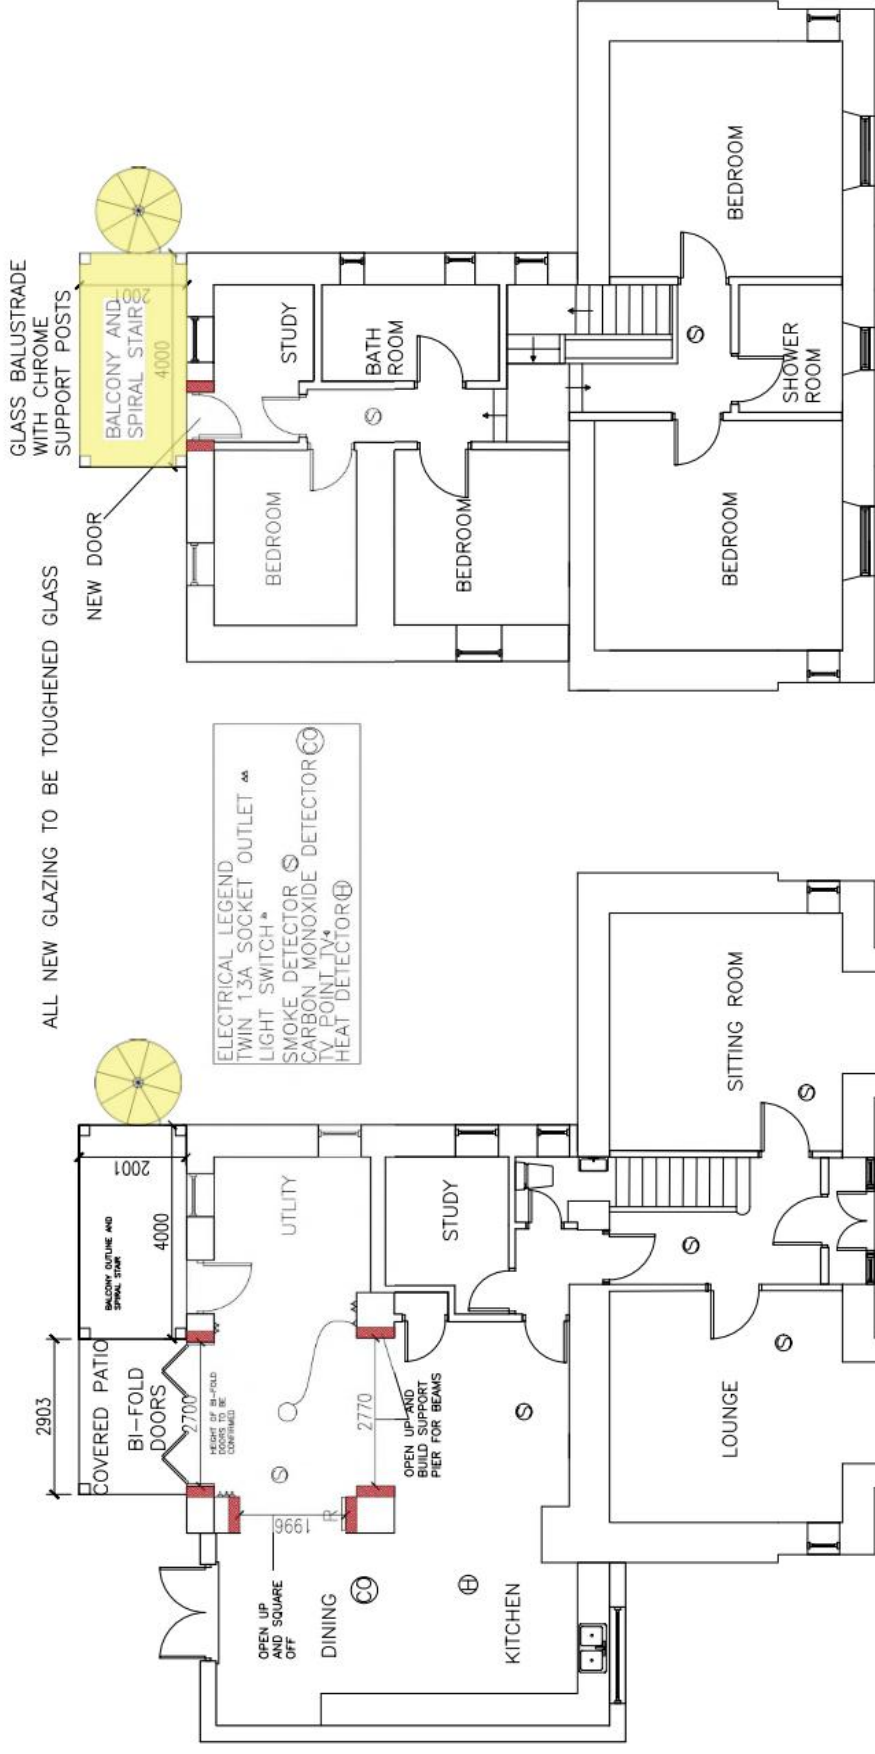 GLASS BALUSTRADE
WITH CHROME
SUPPORT POSTS
ALL NEW GLAZING TO BE TOUGHENED GLASS
NEW DOOR
BALCONY AND
SPIRAL STAIR
2001
4000
STUDY
BATH
ROOM
BEDROOM
BEDROOM
S
S
SHOWER
ROOM
BEDROOM
BEDROOM
ELECTRICAL LEGEND
TWIN 13A SOCKET OUTLET
LIGHT SWITCH
SMOKE DETECTOR S
CARBON MONOXIDE DETECTOR CO
TV POINT TV
HEAT DETECTOR H
2903
COVERED PATIO
BI-FOLD
DOORS
2700
HEIGHT OF BI-FOLD
DOORS TO BE
CONFIRMED
BALCONY OUTLINE AND
SPIRAL STAIR
2001
4000
UTILITY
STUDY
S
1996
R
2770
OPEN UP AND
BUILD SUPPORT
PIER FOR BEAMS
OPEN UP
AND SQUARE
OFF
DINING
CO
H
KITCHEN
S
S
LOUNGE
S
SITTING ROOM
S